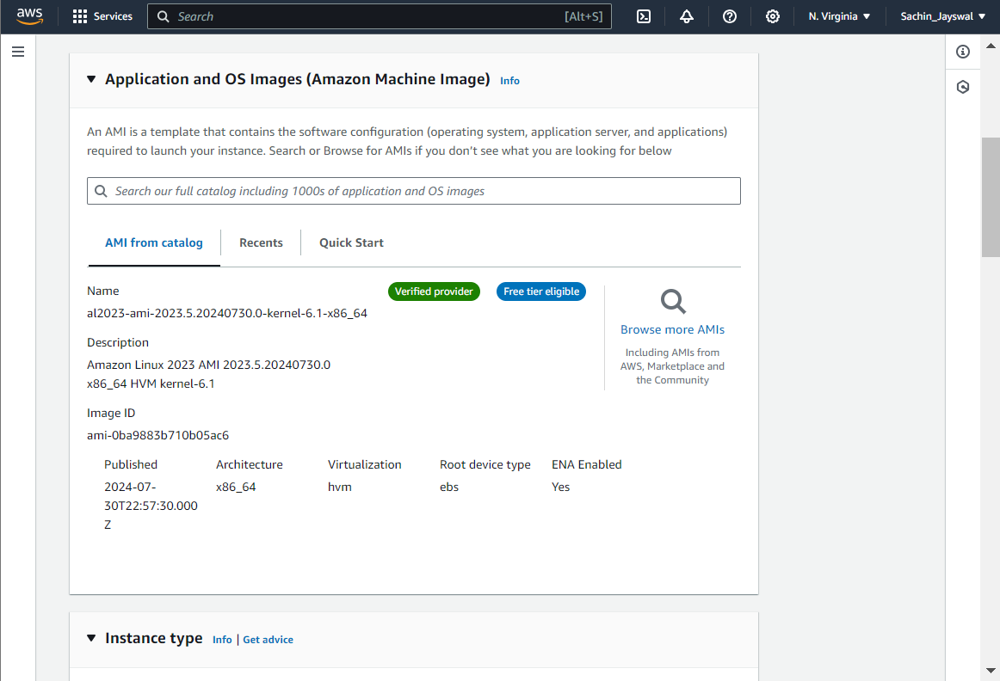 aws
Services
Search
[Alt+S]
N. Virginia
Sachin_Jayswal
Application and OS Images (Amazon Machine Image) Info
An AMI is a template that contains the software configuration (operating system, application server, and applications)
required to launch your instance. Search or Browse for AMIs if you don’t see what you are looking for below
Search our full catalog including 1000s of application and OS images
AMI from catalog
Recents
Quick Start
Name
Verified provider
Free tier eligible
al2023-ami-2023.5.20240730.0-kernel-6.1-x86_64
Description
Amazon Linux 2023 AMI 2023.5.20240730.0
x86_64 HVM kernel-6.1
Image ID
ami-0ba9883b710b05ac6
Browse more AMIs
Including AMIs from
AWS, Marketplace and
the Community
Published
Architecture
Virtualization
Root device type
ENA Enabled
2024-07-
30T22:57:30.000
Z
x86_64
hvm
ebs
Yes
Instance type Info | Get advice